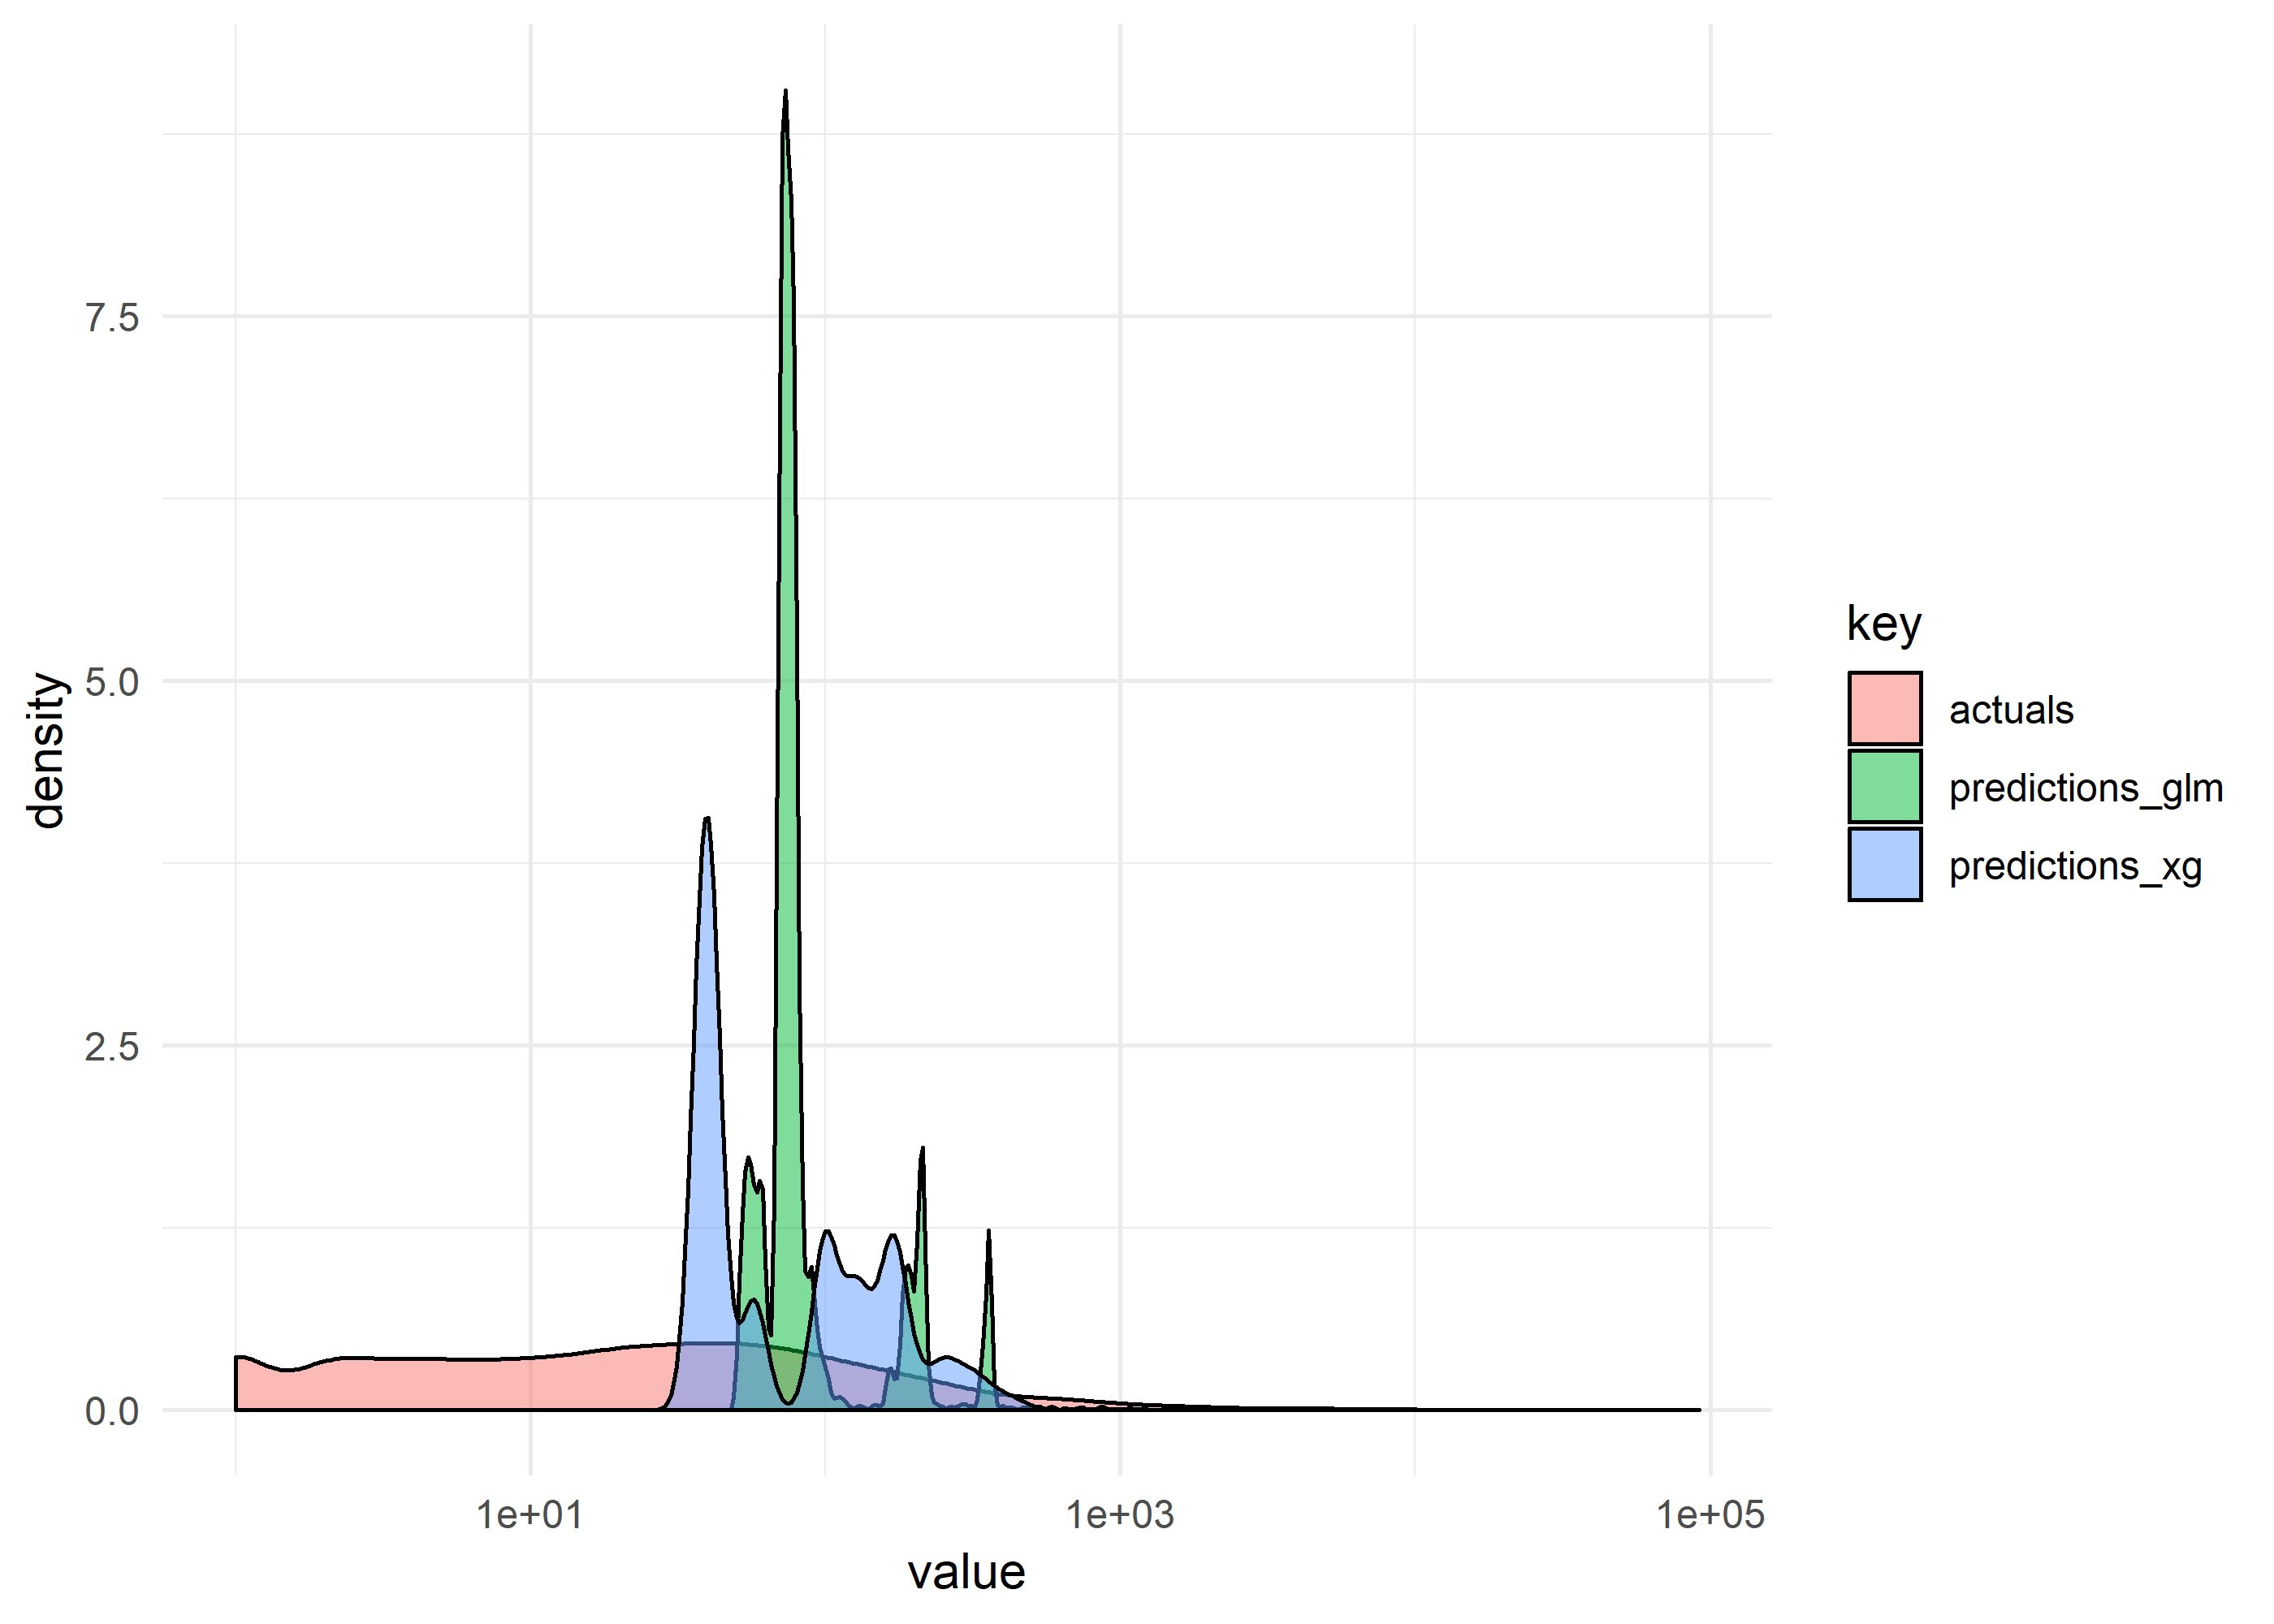 density
7.5
5.0
2.5
0.0
1e+01
1e+03
1e+05
value
key
actuals
predictions_glm
predictions_xg